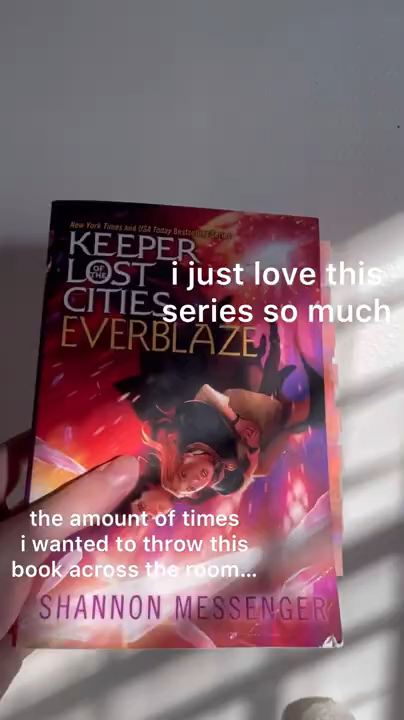 New York Times and USA Today Bestselling Series
KEEPER
OF THE
LOST
CITIES
EVERBLAZE
i just love this
series so much
the amount of times
i wanted to throw this
book across the room...
SHANNON MESSENGER